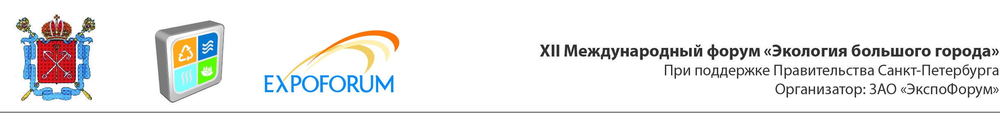 EXPOFORUM
XII Международный форум «Экология большого города»
При поддержке Правительства Санкт-Петербурга
Организатор: ЗАО «ЭкспоФорум»